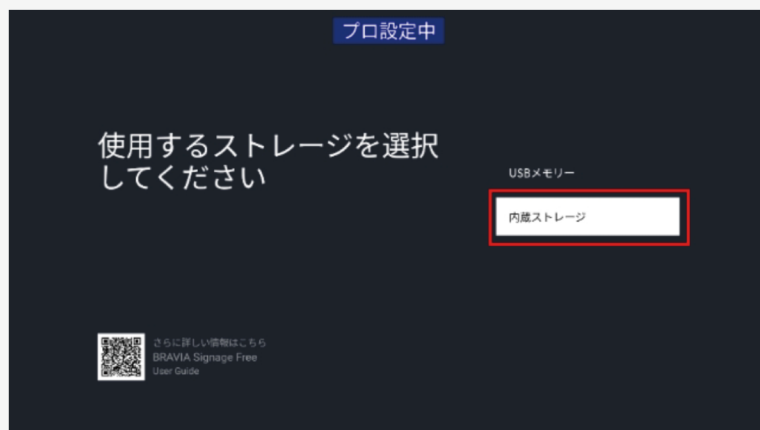 プロ設定中
使用するストレージを選択
してください
USBメモリー
内蔵ストレージ
さらに詳しい情報はこちら
BRAVIA Signage Free
User Guide